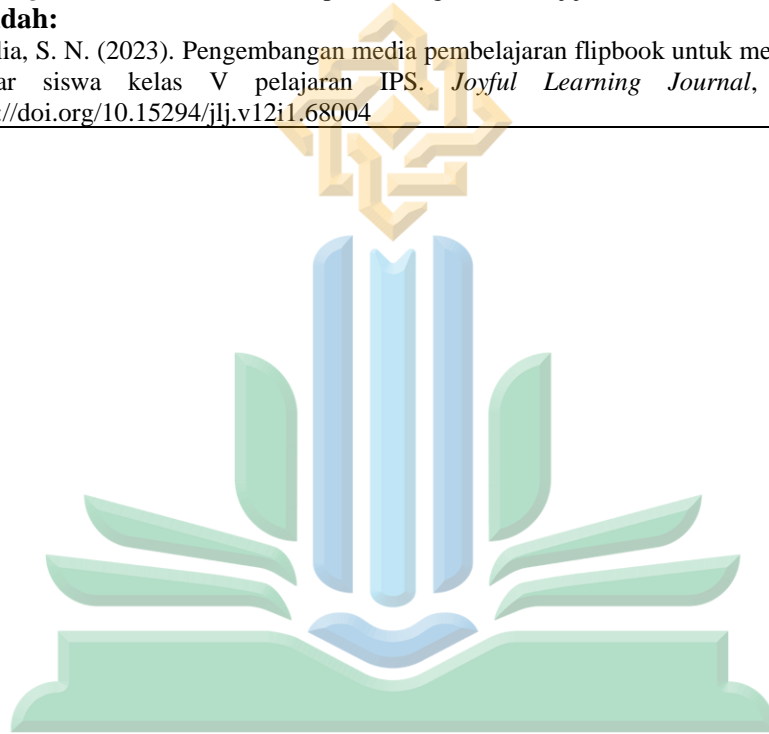 dah:
lia, S. N. (2023). Pengembangan media pembelajaran flipbook untuk me
ar siswa kelas V pelajaran IPS. Joyful Learning Journal,
://doi.org/10.15294/jlj.v12i1.68004